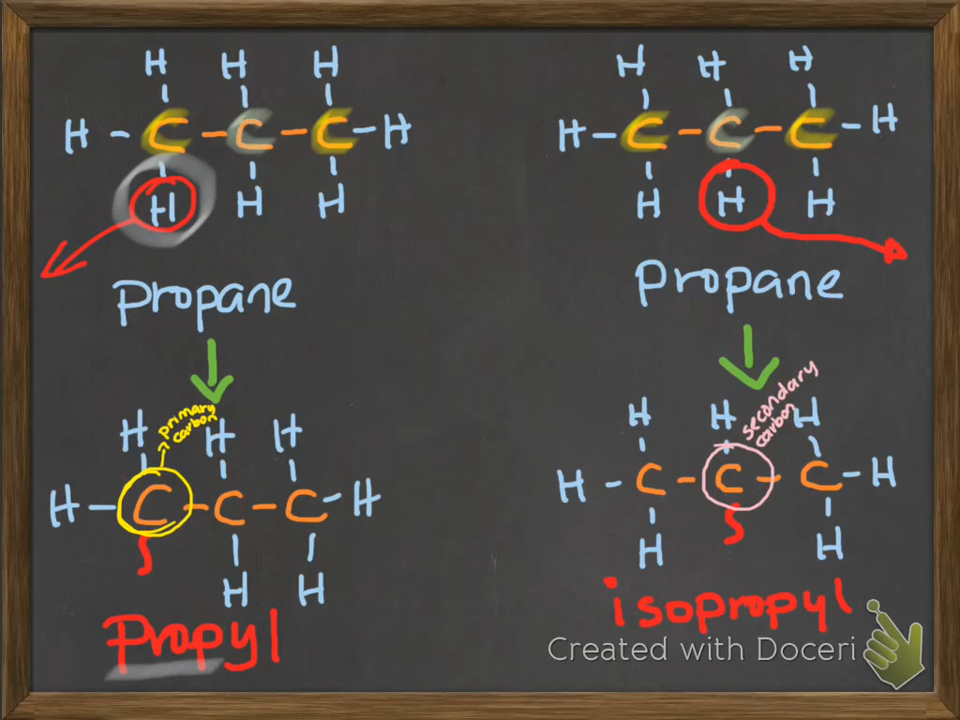 H H H
H - C - C - C - H
H H H
Propane
H H H
H - C - C - C - H
H H H
Propane
primary
carbon
H H H
H - C - C - C - H
H H
Propyl
secondary
carbon
H H H
H - C - C - C - H
H H
isopropyl
Created with Doceri